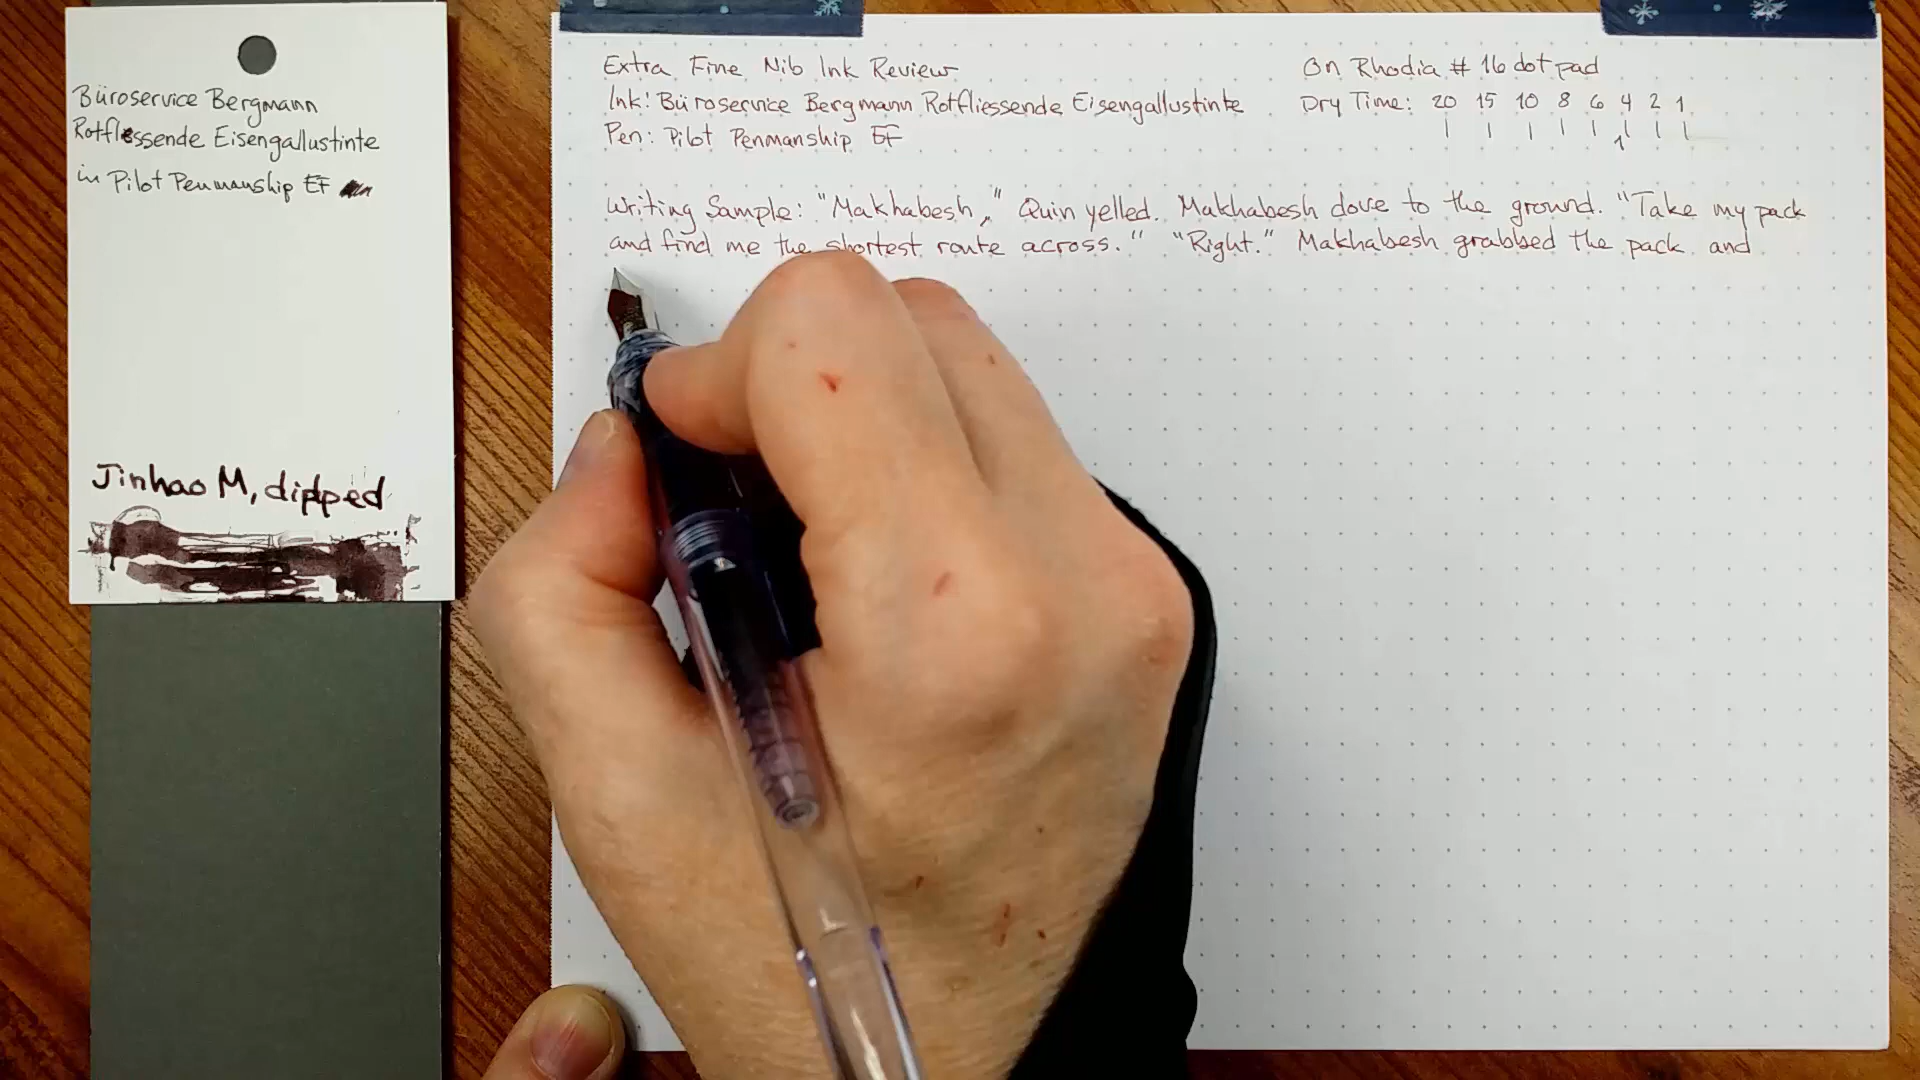 Büroservice Bergmann
Rotfliessende Eisengallustinte
in Pilot Penmanship EF
Jinhao M, dipped
Extra Fine Nib Ink Review
Ink: Büroservice Bergmann Rotfliessende Eisengallustinte
Pen: Pilot Penmanship EF
On Rhodia # 16 dot pad
Dry Time: 20 15 10 8 6 4 2 1
Writing Sample: "Makhabesh," Quin yelled. Makhabesh dove to the ground. "Take my pack
and find me the shortest route across." "Right." Makhabesh grabbed the pack and